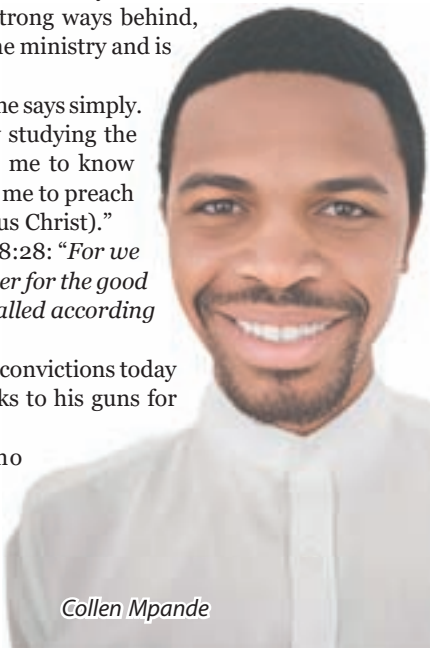 trong ways behind,
ne ministry and is
he says simply.
studying the
me to know
me to preach
us Christ).”
8:28: “For we
er for the good
alled according
convictions today
ks to his guns for
no
Collen Mpande